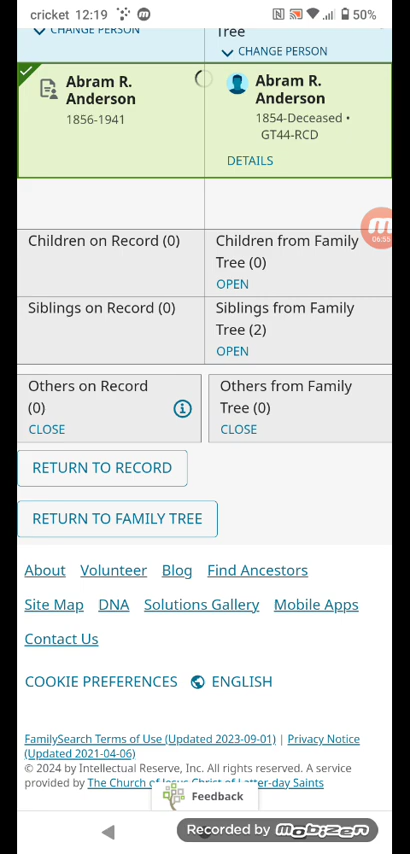 cricket 12:19
50%
CHANGE PERSON
Tree
CHANGE PERSON
Abram R.
Anderson
1856-1941
Abram R.
Anderson
1854-Deceased •
GT44-RCD
DETAILS
06:55
Children on Record (0)
Children from Family
Tree (0)
OPEN
Siblings on Record (0)
Siblings from Family
Tree (2)
OPEN
Others on Record
(0)
CLOSE
Others from Family
Tree (0)
CLOSE
RETURN TO RECORD
RETURN TO FAMILY TREE
About Volunteer Blog Find Ancestors
Site Map DNA Solutions Gallery Mobile Apps
Contact Us
COOKIE PREFERENCES ENGLISH
FamilySearch Terms of Use (Updated 2023-09-01) | Privacy Notice
(Updated 2021-04-06)
© 2024 by Intellectual Reserve, Inc. All rights reserved. A service
provided by The Church of Jesus Christ of Latter-day Saints
Feedback
Recorded by mobizen